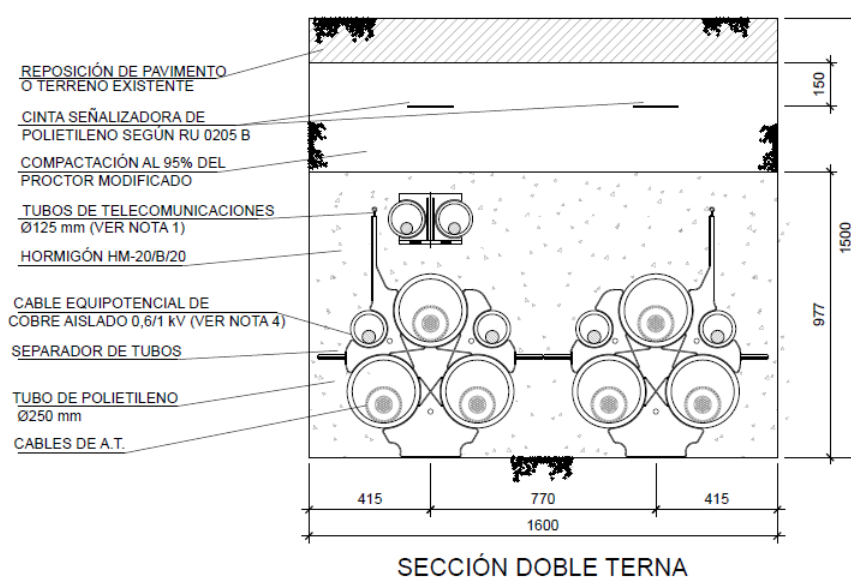 REPOSICIÓN DE PAVIMENTO
O TERRENO EXISTENTE
CINTA SEÑALIZADORA DE
POLIETILENO SEGÚN RU 0205 B
COMPACTACIÓN AL 95% DEL
PROCTOR MODIFICADO
TUBOS DE TELECOMUNICACIONES
Ø125 mm (VER NOTA 1)
HORMIGÓN HM-20/B/20
CABLE EQUIPOTENCIAL DE
COBRE AISLADO 0,6/1 kV (VER NOTA 4)
SEPARADOR DE TUBOS
TUBO DE POLIETILENO
Ø250 mm
CABLES DE A.T.
150
1500
977
415
770
415
1600
SECCIÓN DOBLE TERNA